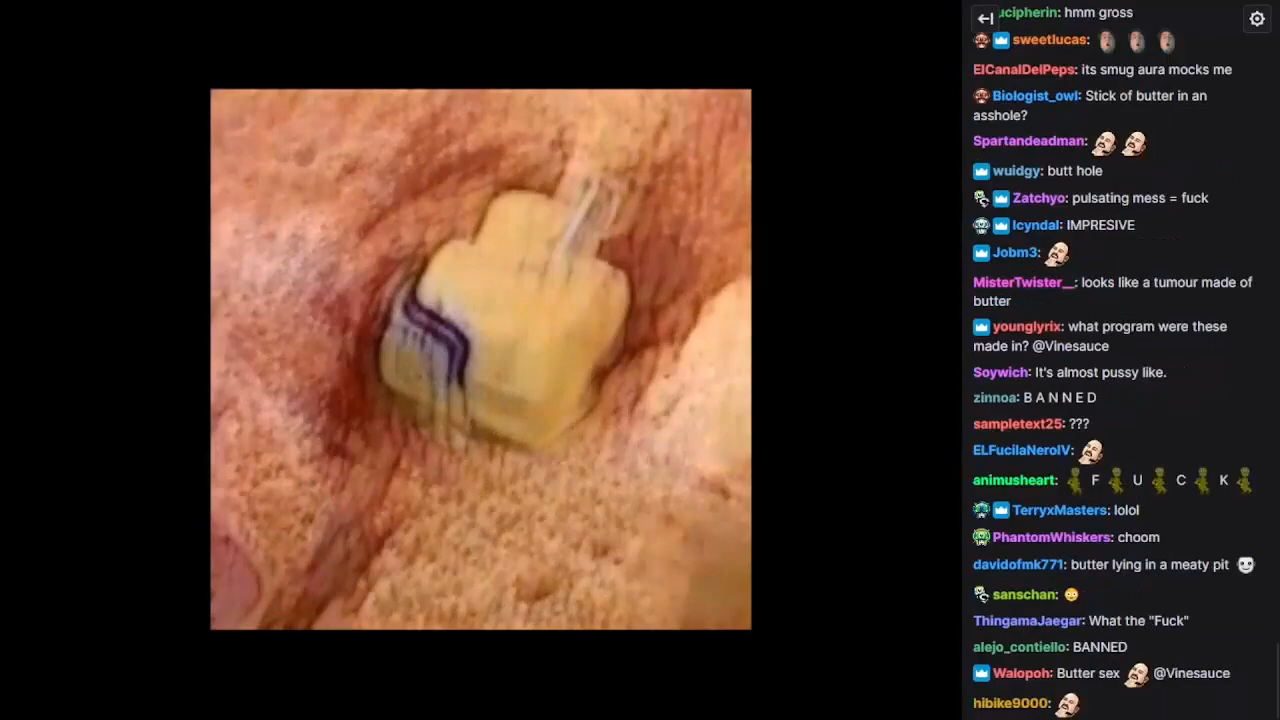 ucipherin: hmm gross
sweetlucas:
ElCanalDelPeps: its smug aura mocks me
Biologist_owl: Stick of butter in an
asshole?
Spartandeadman:
wuidgy: butt hole
Zatchyo: pulsating mess = fuck
Icyndal: IMPRESIVE
Jobm3:
MisterTwister__: looks like a tumour made of
butter
younglyrix: what program were these
made in? @Vinesauce
Soywich: It's almost pussy like.
zinnoa: B A N N E D
sampletext25: ???
ELFucilaNeroIV:
animusheart: F U C K
TerryxMasters: lolol
PhantomWhiskers: choom
davidofmk771: butter lying in a meaty pit
sanschan:
ThingamaJaegar: What the "Fuck"
alejo_contiello: BANNED
Walopoh: Butter sex @Vinesauce
hibike9000: